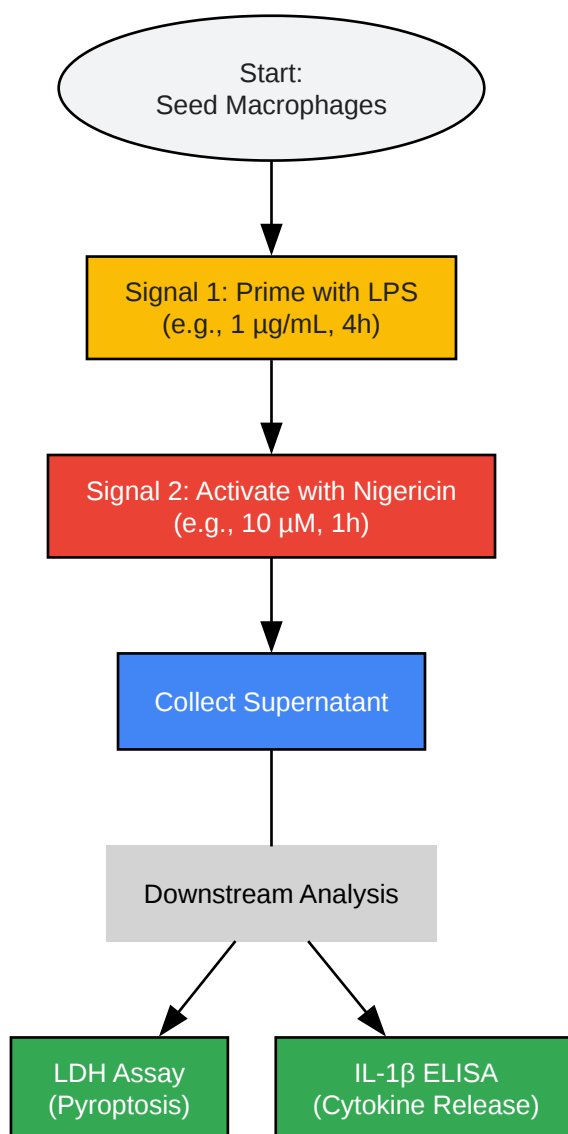 Start:
Seed Macrophages
Signal 1: Prime with LPS
(e.g., 1 µg/mL, 4h)
Signal 2: Activate with Nigericin
(e.g., 10 µM, 1h)
Collect Supernatant
Downstream Analysis
LDH Assay
(Pyroptosis)
IL-1β ELISA
(Cytokine Release)